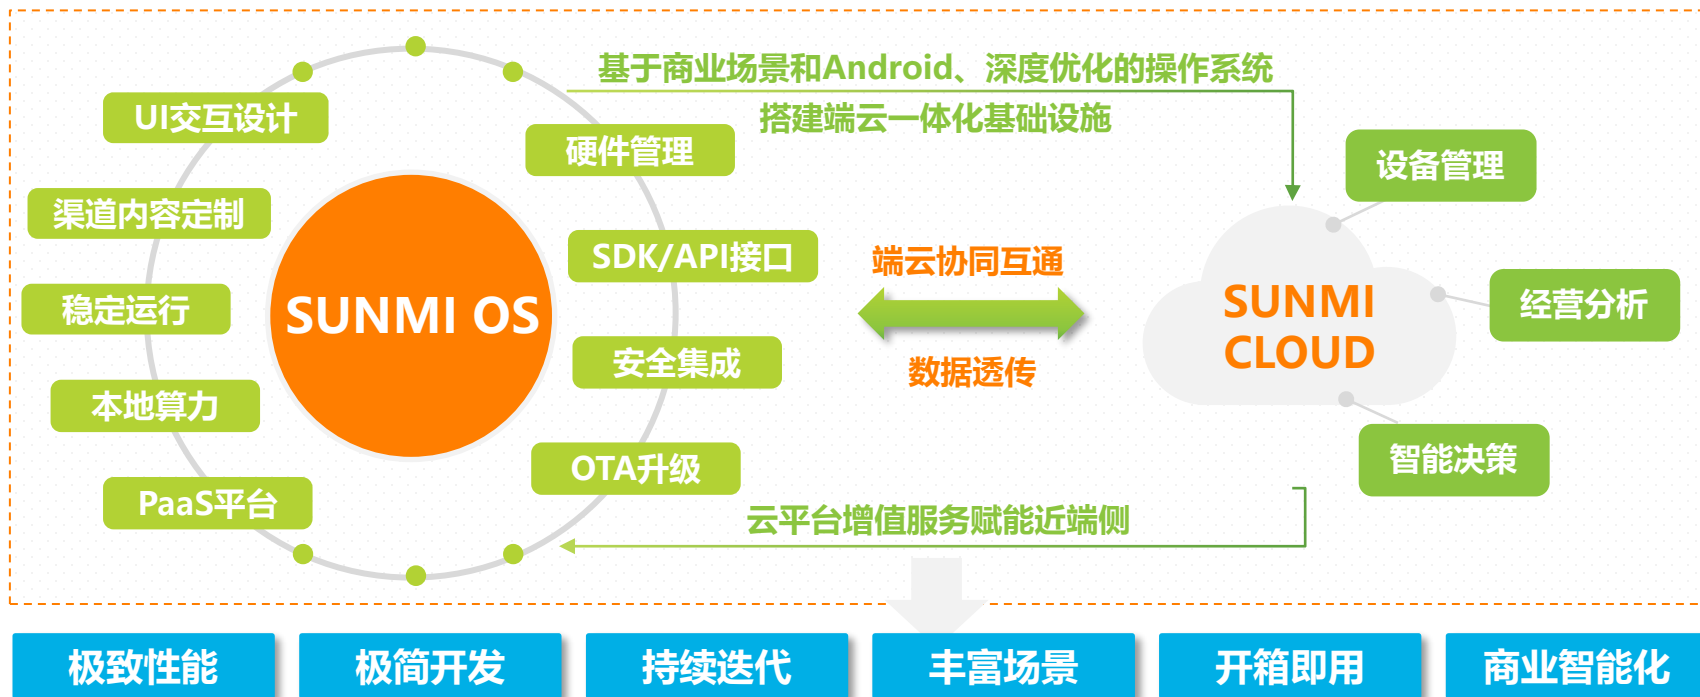 基于商业场景和Android、深度优化的操作系统
搭建端云一体化基础设施
UI交互设计
渠道内容定制
稳定运行
本地算力
PaaS平台
SUNMI OS
硬件管理
SDK/API接口
安全集成
OTA升级
端云协同互通
数据透传
SUNMI
CLOUD
设备管理
经营分析
智能决策
云平台增值服务赋能近端侧
极致性能
极简开发
持续迭代
丰富场景
开箱即用
商业智能化